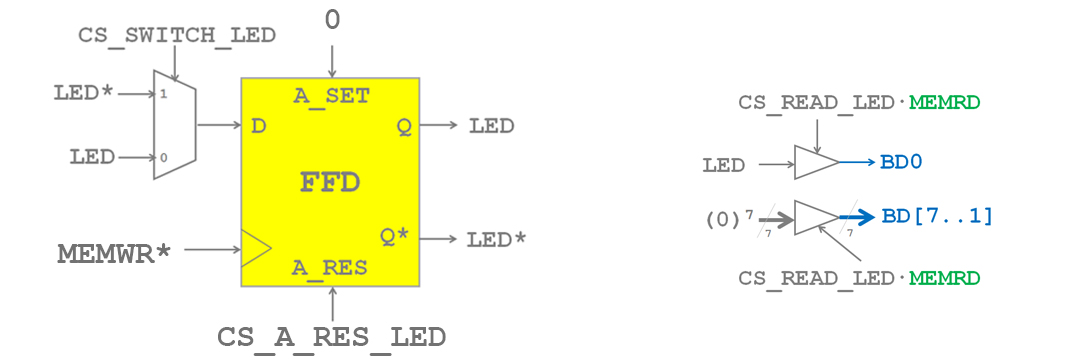 0
CS_SWITCH_LED
LED*
1
A_SET
D
Q
LED
LED
0
FFD
MEMWR*
Q*
LED*
A_RES
CS_A_RES_LED
CS_READ_LED·MEMRD
LED
BD0
(0)⁷
7
7
BD[7..1]
CS_READ_LED·MEMRD